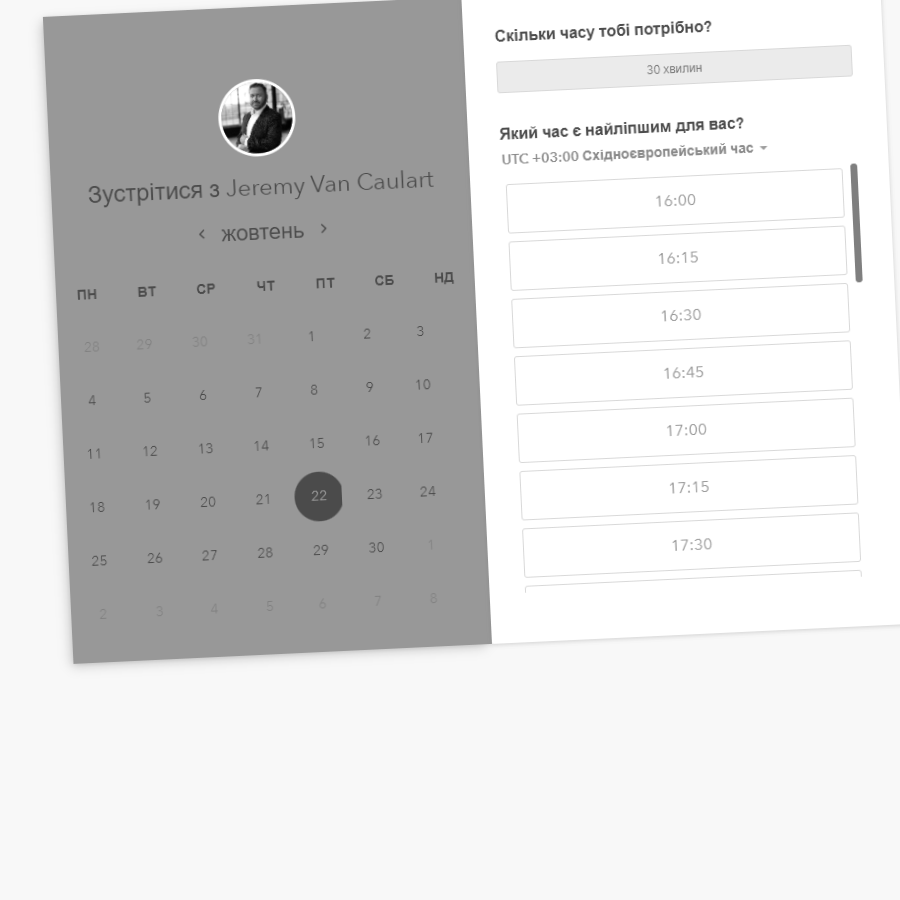 Зустрітися з Jeremy Van Caulart
жовтень
ПН ВТ СР ЧТ ПТ СБ НД
28 29 30 31 1 2 3
4 5 6 7 8 9 10
11 12 13 14 15 16 17
18 19 20 21 22 23 24
25 26 27 28 29 30 1
2 3 4 5 6 7 8
Скільки часу тобі потрібно?
30 хвилин
Який час є найліпшим для вас?
UTC +03:00 Східноєвропейський час
16:00
16:15
16:30
16:45
17:00
17:15
17:30